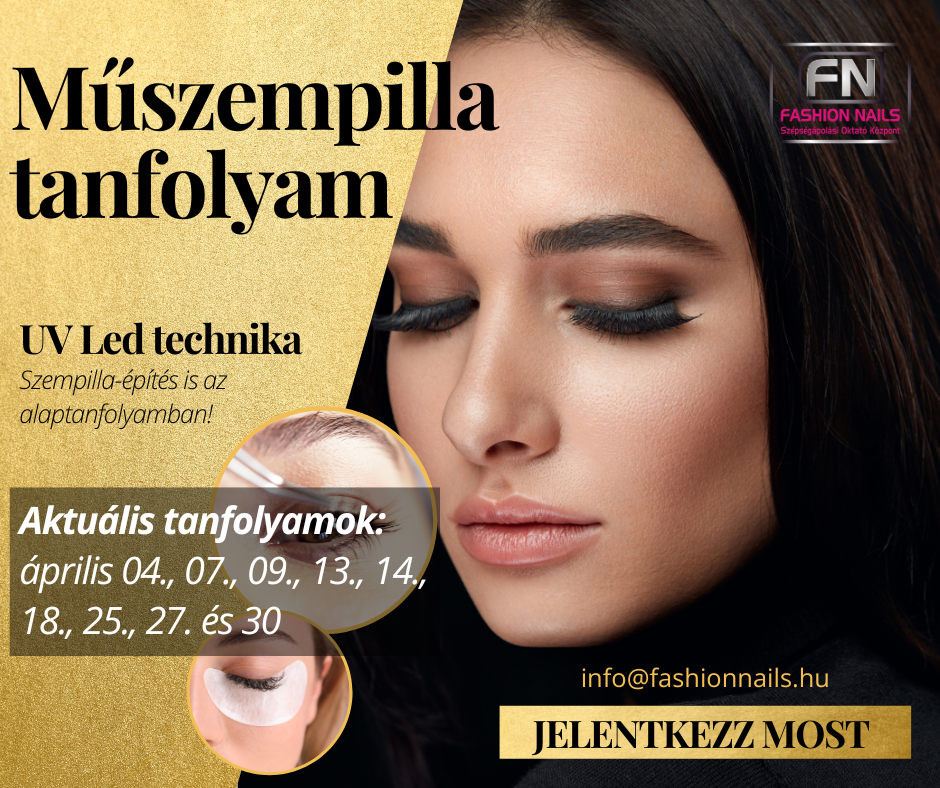 Műszempilla
tanfolyam
FN
FASHION NAILS
Szépségápolási Oktató Központ
UV Led technika
Szempilla-építés is az
alaptanfolyamban!
Aktuális tanfolyamok:
április 04., 07., 09., 13., 14.,
18., 25., 27. és 30
info@fashionnails.hu
JELENTKEZZ MOST